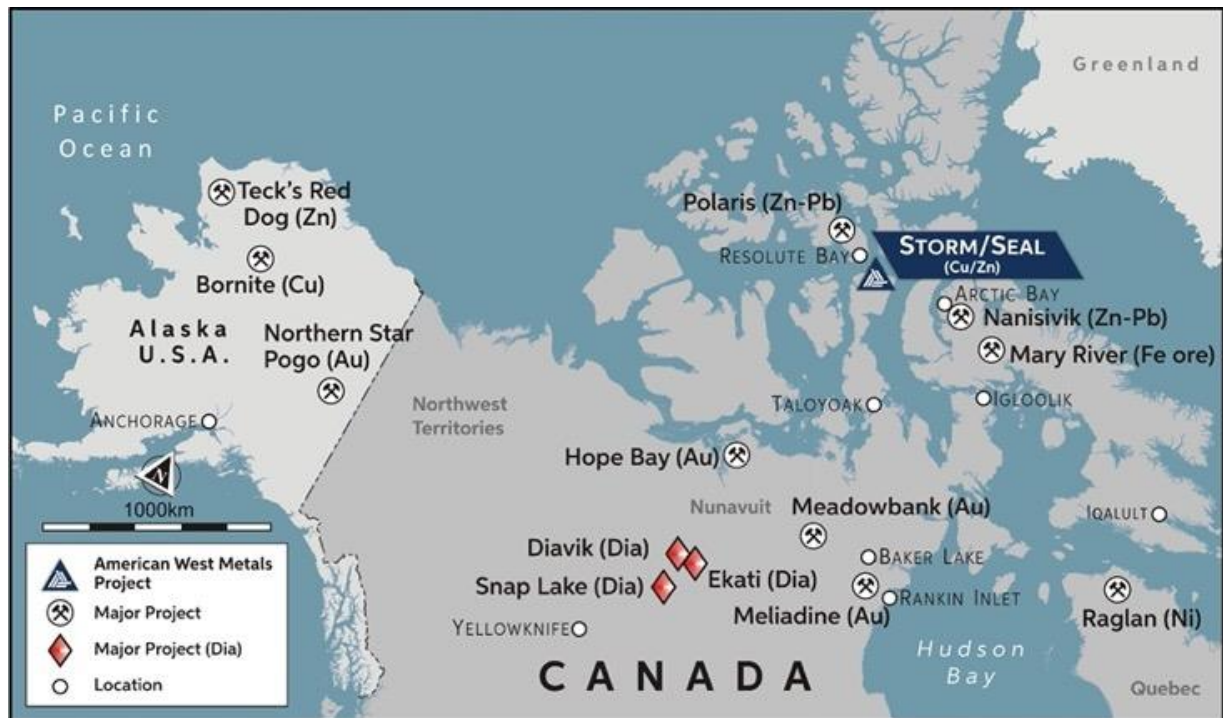 Greenland
Pacific
Ocean
Teck's Red
Dog (Zn)
Polaris (Zn-Pb)
STORM/SEAL
(Cu/Zn)
RESOLUTE BAY
Bornite (Cu)
ARCTIC BAY
Nanisivik (Zn-Pb)
Alaska
U.S.A.
Northern Star
Pogo (Au)
Mary River (Fe ore)
Northwest
Territories
TALOYOAK
IGLOOLIK
ANCHORAGE
Hope Bay (Au)
N
1000km
Nunavuit
Meadowbank (Au)
IQALULT
Diavik (Dia)
BAKER LAKE
Ekati (Dia)
Snap Lake (Dia)
RANKIN INLET
Meliadine (Au)
Raglan (Ni)
YELLOWKNIFE
Hudson
Bay
CANADA
Quebec
American West Metals
Project
Major Project
Major Project (Dia)
Location